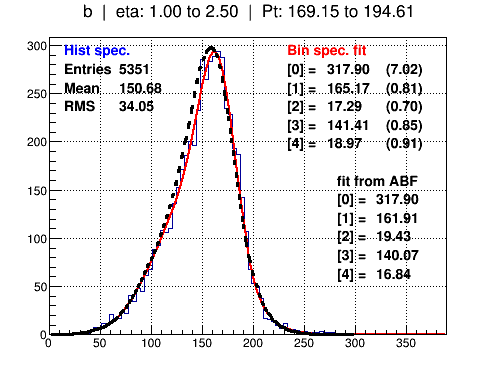 b | eta: 1.00 to 2.50 | Pt: 169.15 to 194.61
Hist spec.
Entries 5351
Mean 150.68
RMS 34.05
Bin spec. fit
[0] = 317.90 (7.02)
[1] = 165.17 (0.81)
[2] = 17.29 (0.70)
[3] = 141.41 (0.85)
[4] = 18.97 (0.91)
fit from ABF
[0] = 317.90
[1] = 161.91
[2] = 19.43
[3] = 140.07
[4] = 16.84
300
250
200
150
100
50
0
0 50 100 150 200 250 300 350